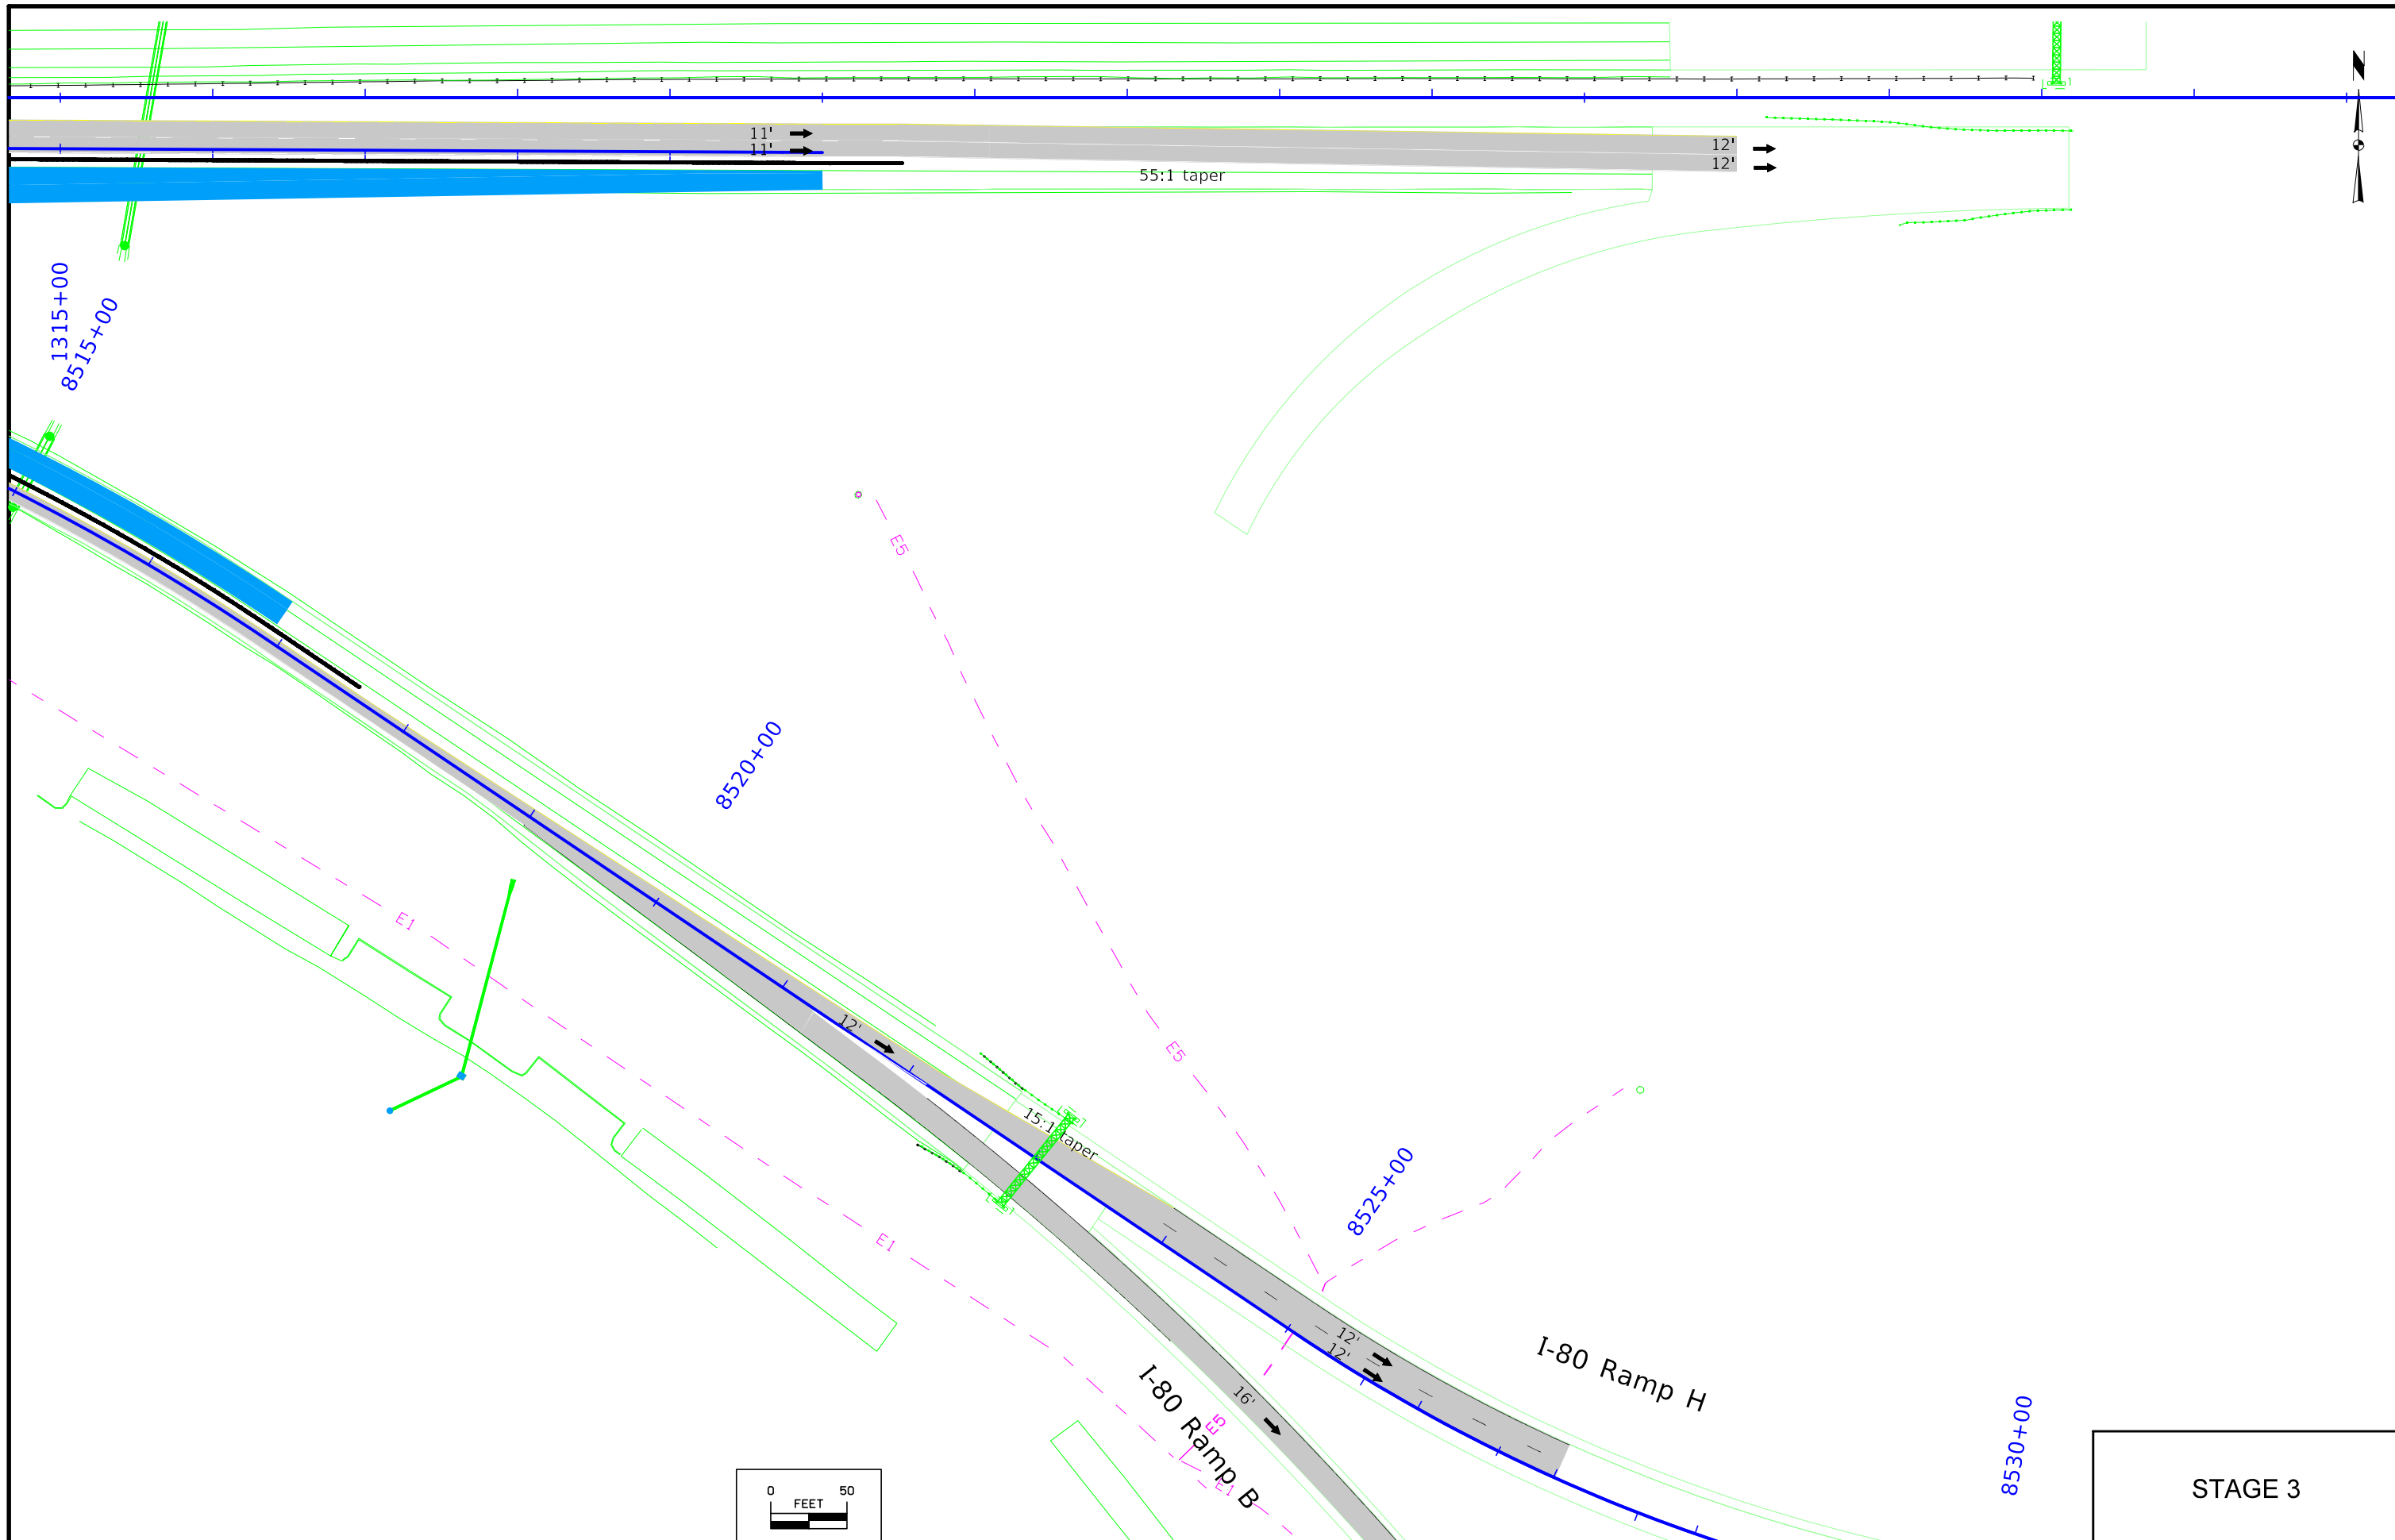 N
11'
11'
12'
12'
55:1 taper
1315+00
8515+00
E5
8520+00
E1
12'
E5
15:1 taper
8525+00
E1
12'
12'
I-80 Ramp H
16'
I-80 Ramp B
E5
E1
8530+00
0 50
FEET
STAGE 3